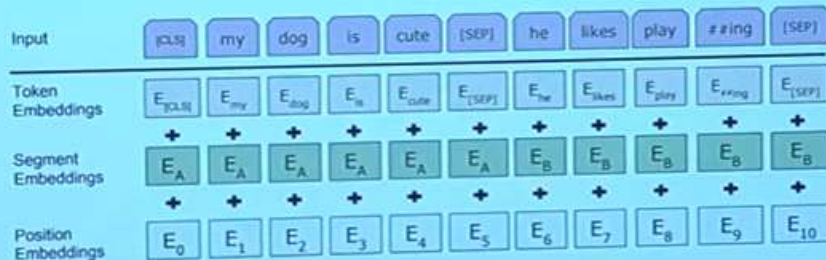 Input [CLS] my dog is cute [SEP] he likes play ##ing [SEP]
Token Embeddings E[CLS] Emy Edog Eis Ecute E[SEP] Ehe Elikes Eplay E##ing E[SEP]
+ + + + + + + + + + +
Segment Embeddings EA EA EA EA EA EA EB EB EB EB EB
+ + + + + + + + + + +
Position Embeddings E0 E1 E2 E3 E4 E5 E6 E7 E8 E9 E10